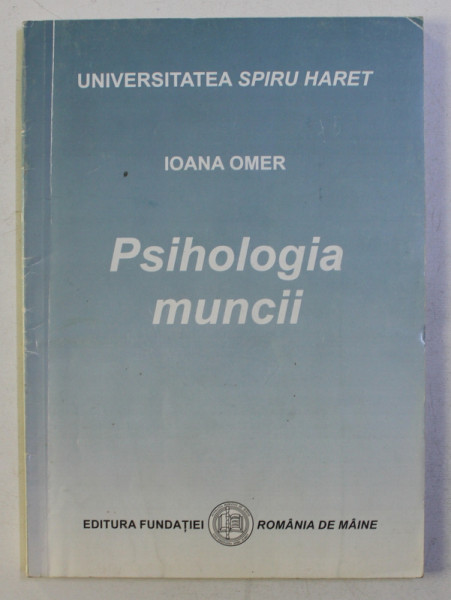 UNIVERSITATEA SPIRU HARET
IOANA OMER
Psihologia
muncii
EDITURA FUNDAȚIEI ROMÂNIA DE MÂINE